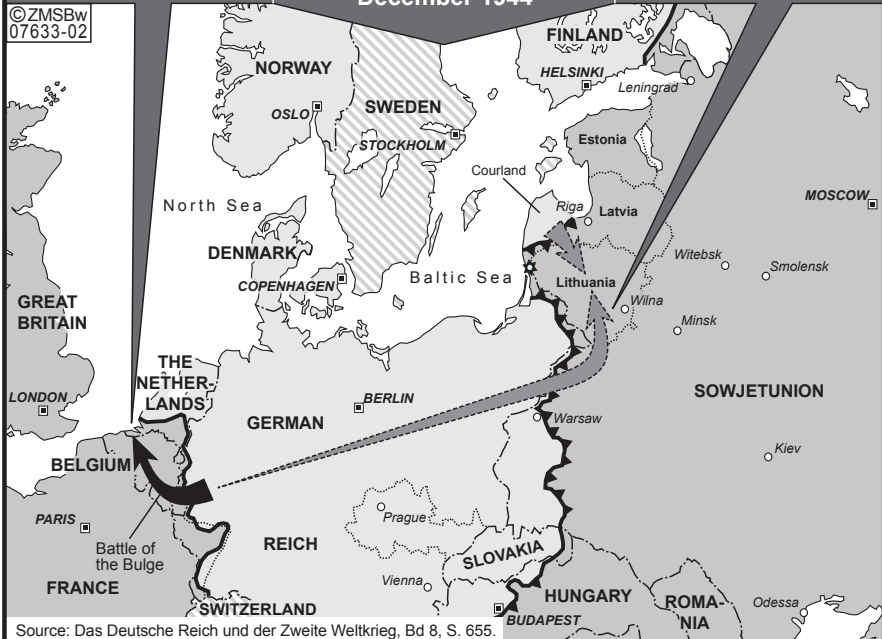 December 1944
©ZMSBw
07633-02
FINLAND
NORWAY
HELSINKI
Leningrad
OSLO
SWEDEN
STOCKHOLM
Estonia
Courland
North Sea
Riga
Latvia
MOSCOW
DENMARK
Baltic Sea
Witebsk
Smolensk
COPENHAGEN
Lithuania
GREAT
BRITAIN
Wilna
Minsk
THE
NETHER-
LANDS
LONDON
BERLIN
SOWJETUNION
GERMAN
Warsaw
BELGIUM
Kiev
PARIS
Prague
Battle of
the Bulge
REICH
SLOVAKIA
FRANCE
Vienna
HUNGARY
ROMA-
NIA
Odessa
SWITZERLAND
BUDAPEST
Source: Das Deutsche Reich und der Zweite Weltkrieg, Bd 8, S. 655.